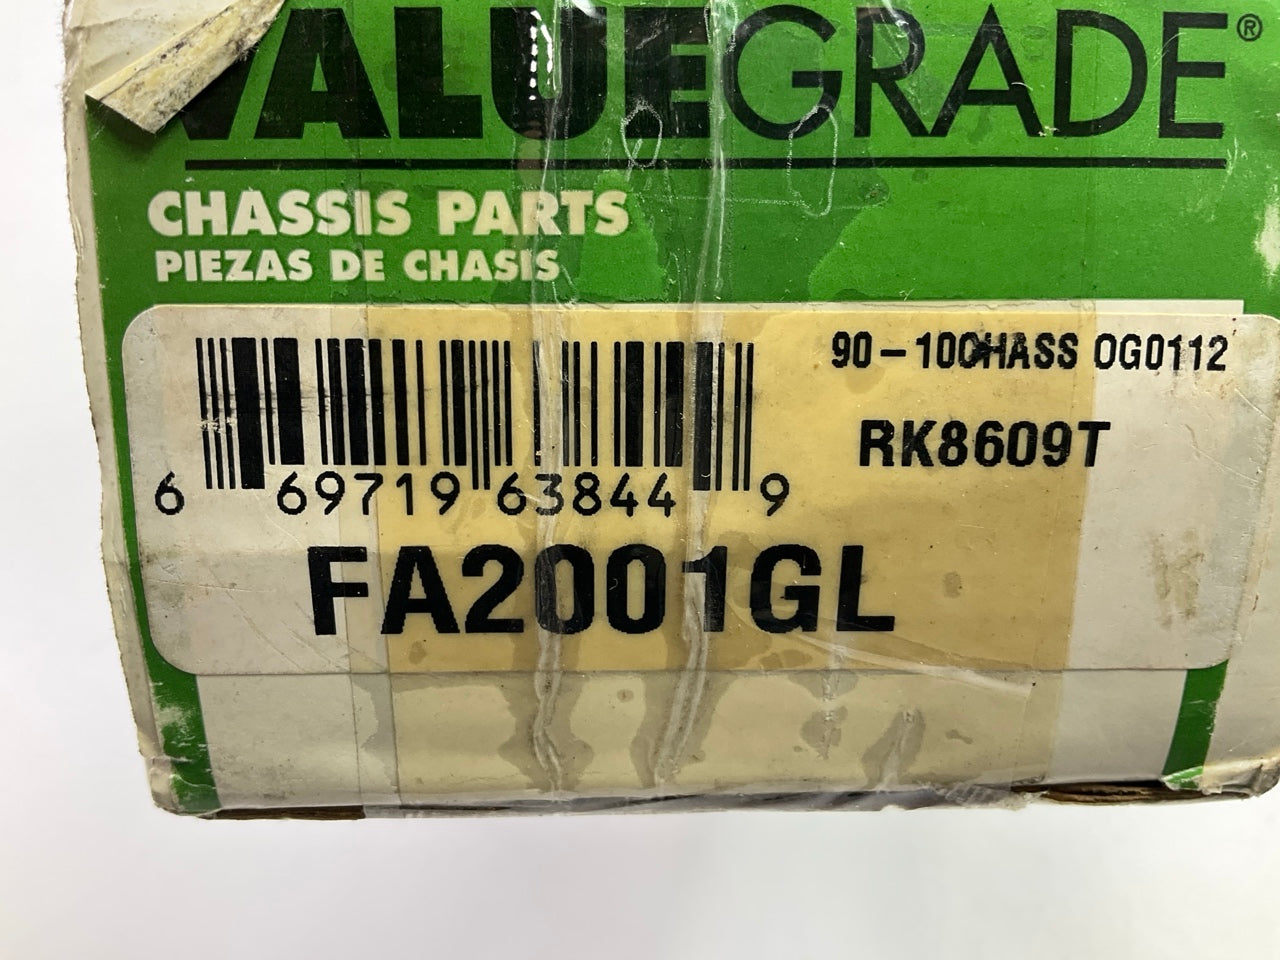 VALUEGRADE®
CHASSIS PARTS
PIEZAS DE CHASIS
90-10CHASS OG0112
RK8609T
6 69719 63844 9
FA2001GL